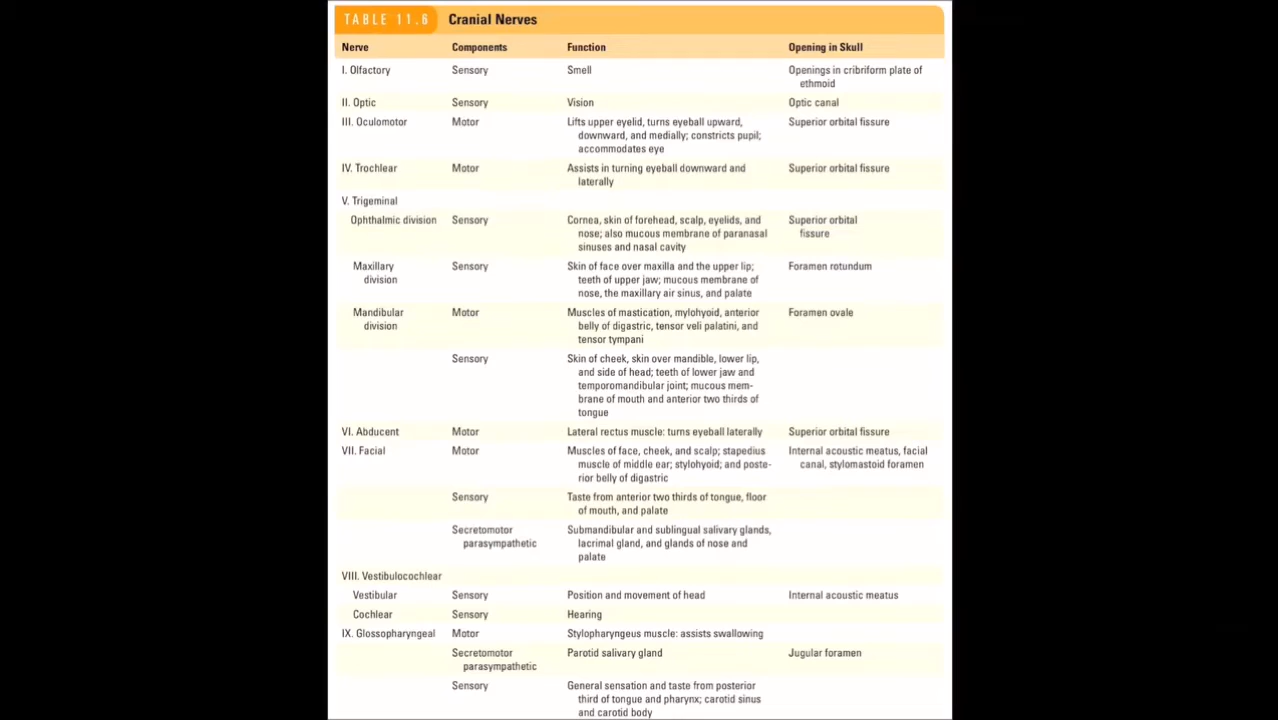 TABLE 11.6 Cranial Nerves
Nerve Components Function Opening in Skull
I. Olfactory Sensory Smell Openings in cribriform plate of
ethmoid
II. Optic Sensory Vision Optic canal
III. Oculomotor Motor Lifts upper eyelid, turns eyeball upward, Superior orbital fissure
downward, and medially; constricts pupil;
accommodates eye
IV. Trochlear Motor Assists in turning eyeball downward and Superior orbital fissure
laterally
V. Trigeminal
Ophthalmic division Sensory Cornea, skin of forehead, scalp, eyelids, and Superior orbital
nose; also mucous membrane of paranasal fissure
sinuses and nasal cavity
Maxillary Sensory Skin of face over maxilla and the upper lip; Foramen rotundum
division teeth of upper jaw; mucous membrane of
nose, the maxillary air sinus, and palate
Mandibular Motor Muscles of mastication, mylohyoid, anterior Foramen ovale
division belly of digastric, tensor veli palatini, and
tensor tympani
Sensory Skin of cheek, skin over mandible, lower lip,
and side of head; teeth of lower jaw and
temporomandibular joint; mucous mem-
brane of mouth and anterior two thirds of
tongue
VI. Abducent Motor Lateral rectus muscle: turns eyeball laterally Superior orbital fissure
VII. Facial Motor Muscles of face, cheek, and scalp; stapedius Internal acoustic meatus, facial
muscle of middle ear; stylohyoid; and poste- canal, stylomastoid foramen
rior belly of digastric
Sensory Taste from anterior two thirds of tongue, floor
of mouth, and palate
Secretomotor Submandibular and sublingual salivary glands,
parasympathetic lacrimal gland, and glands of nose and
palate
VIII. Vestibulocochlear
Vestibular Sensory Position and movement of head Internal acoustic meatus
Cochlear Sensory Hearing
IX. Glossopharyngeal Motor Stylopharyngeus muscle: assists swallowing
Secretomotor Parotid salivary gland Jugular foramen
parasympathetic
Sensory General sensation and taste from posterior
third of tongue and pharynx; carotid sinus
and carotid body